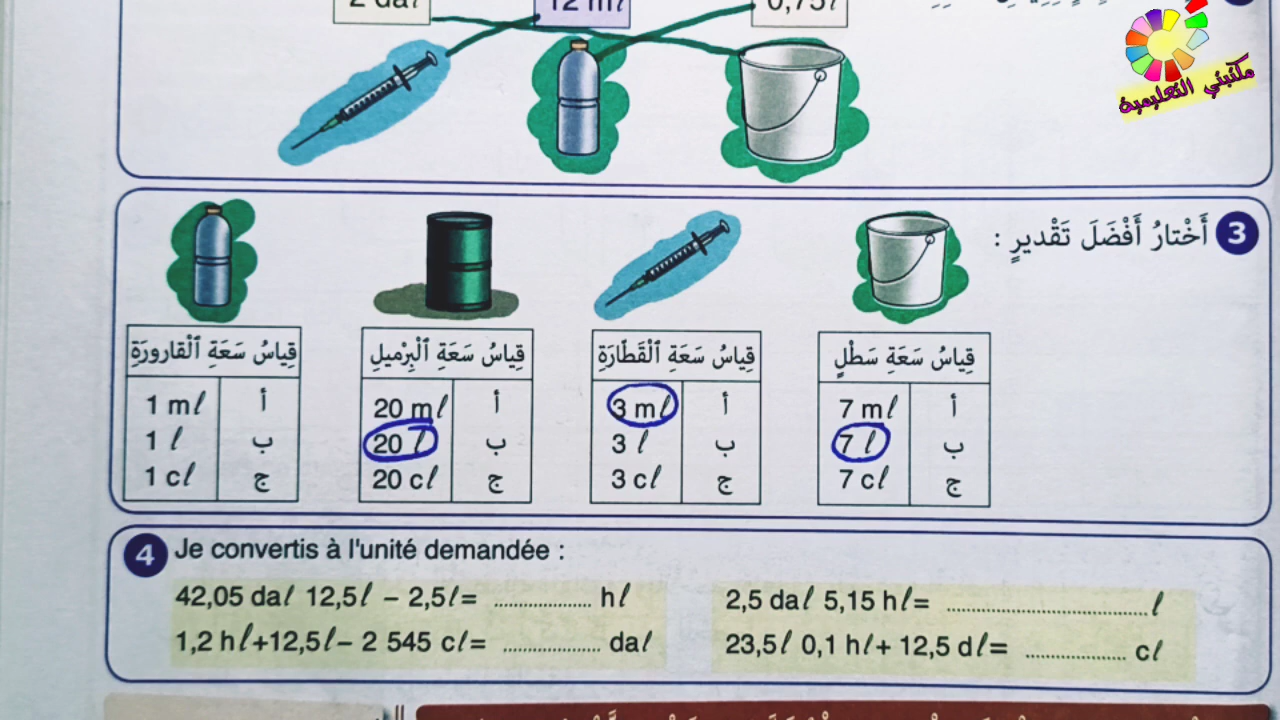 2 daℓ 12 mℓ 0,75ℓ
مكتبتي التعليمية
3 أَخْتارُ أَفْضَلَ تَقْديرٍ :
قِياسُ سَعَةِ سَطْلٍ
أ 7 mℓ
ب 7 ℓ
ج 7 cℓ
قِياسُ سَعَةِ ٱلْقَطّارَةِ
أ 3 mℓ
ب 3 ℓ
ج 3 cℓ
قِياسُ سَعَةِ ٱلْبِرْميلِ
أ 20 mℓ
ب 20 ℓ
ج 20 cℓ
قِياسُ سَعَةِ ٱلْقارورَةِ
أ 1 mℓ
ب 1 ℓ
ج 1 cℓ
4 Je convertis à l'unité demandée :
42,05 daℓ 12,5ℓ – 2,5ℓ= .................. hℓ
2,5 daℓ 5,15 hℓ= ......................................ℓ
1,2 hℓ+12,5ℓ– 2 545 cℓ= .................. daℓ
23,5ℓ 0,1 hℓ+ 12,5 dℓ= .................. cℓ